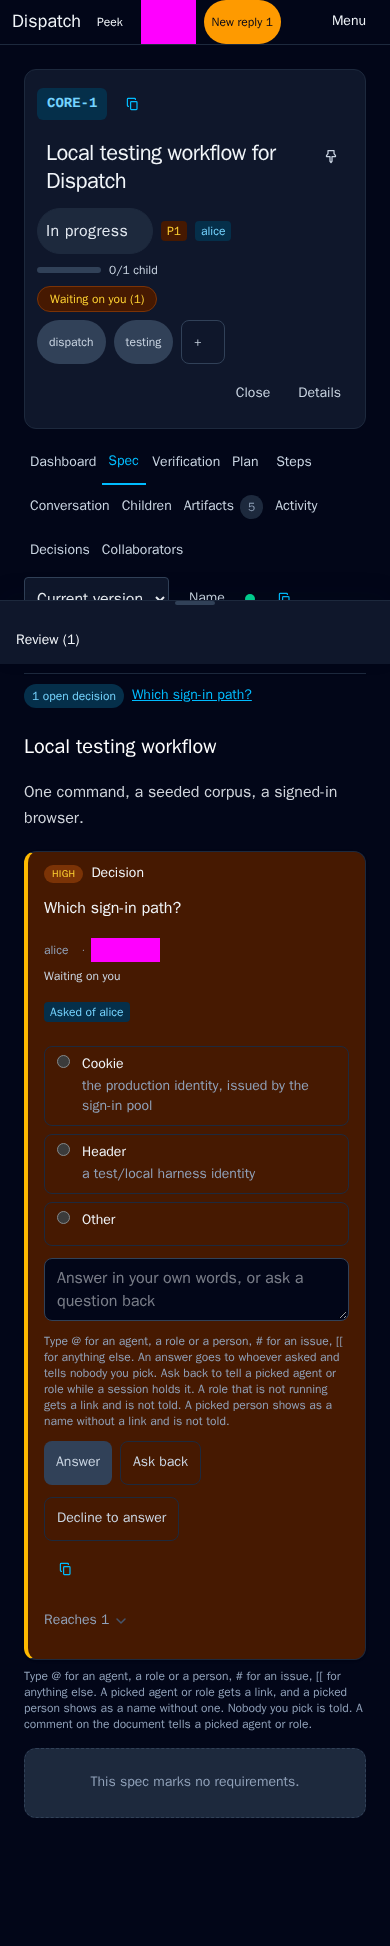 Dispatch Peek New reply 1 Menu
CORE-1
Local testing workflow for
Dispatch
In progress P1 alice
0/1 child
Waiting on you (1)
dispatch testing +
Close Details
Dashboard Spec Verification Plan Steps
Conversation Children Artifacts 5 Activity
Decisions Collaborators
Current version Name
Review (1)
1 open decision Which sign-in path?
Local testing workflow
One command, a seeded corpus, a signed-in
browser.
HIGH Decision
Which sign-in path?
alice ·
Waiting on you
Asked of alice
Cookie
the production identity, issued by the
sign-in pool
Header
a test/local harness identity
Other
Answer in your own words, or ask a
question back
Type @ for an agent, a role or a person, # for an issue, [[
for anything else. An answer goes to whoever asked and
tells nobody you pick. Ask back to tell a picked agent or
role while a session holds it. A role that is not running
gets a link and is not told. A picked person shows as a
name without a link and is not told.
Answer Ask back
Decline to answer
Reaches 1
Type @ for an agent, a role or a person, # for an issue, [[ for
anything else. A picked agent or role gets a link, and a picked
person shows as a name without one. Nobody you pick is told. A
comment on the document tells a picked agent or role.
This spec marks no requirements.